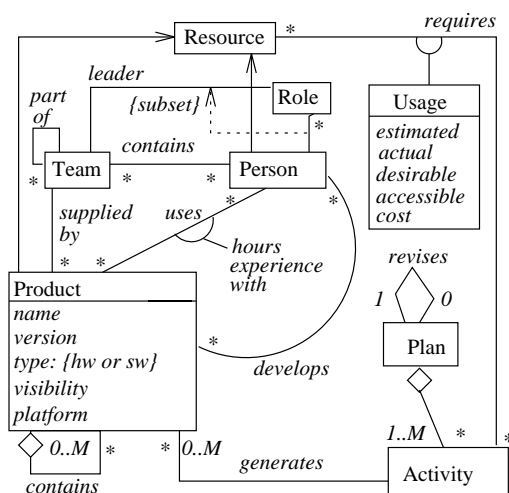 requires
Resource *
leader
{subset}
Role
*
part
of
Usage
estimated
actual
desirable
accessible
cost
contains
Team
Person
* * * * *
supplied
by
uses
hours
experience
with
* *
revises
1 0
Product
name
version
type: {hw or sw}
visibility
platform
*
develops
Plan
0..M * * 0..M
contains
generates
1..M * *
Activity